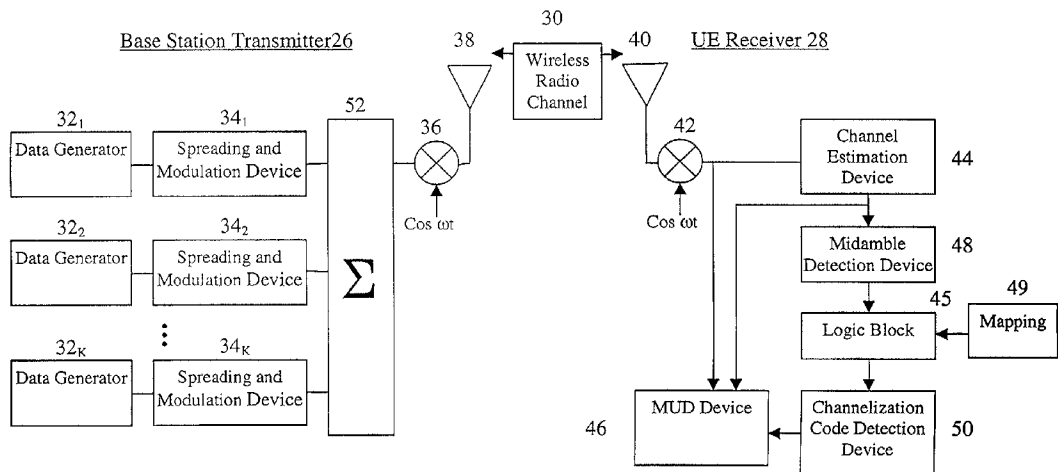 Base Station Transmitter26
38
30
40
UE Receiver 28
Wireless
Radio
Channel
32₁
34₁
52
36
42
Data Generator
Spreading and
Modulation Device
Cos ωt
Cos ωt
Channel
Estimation
Device
44
32₂
34₂
Data Generator
Spreading and
Modulation Device
Σ
Midamble
Detection Device
48
45
49
Logic Block
Mapping
32K
34K
Data Generator
Spreading and
Modulation Device
46
MUD Device
Channelization
Code Detection
Device
50